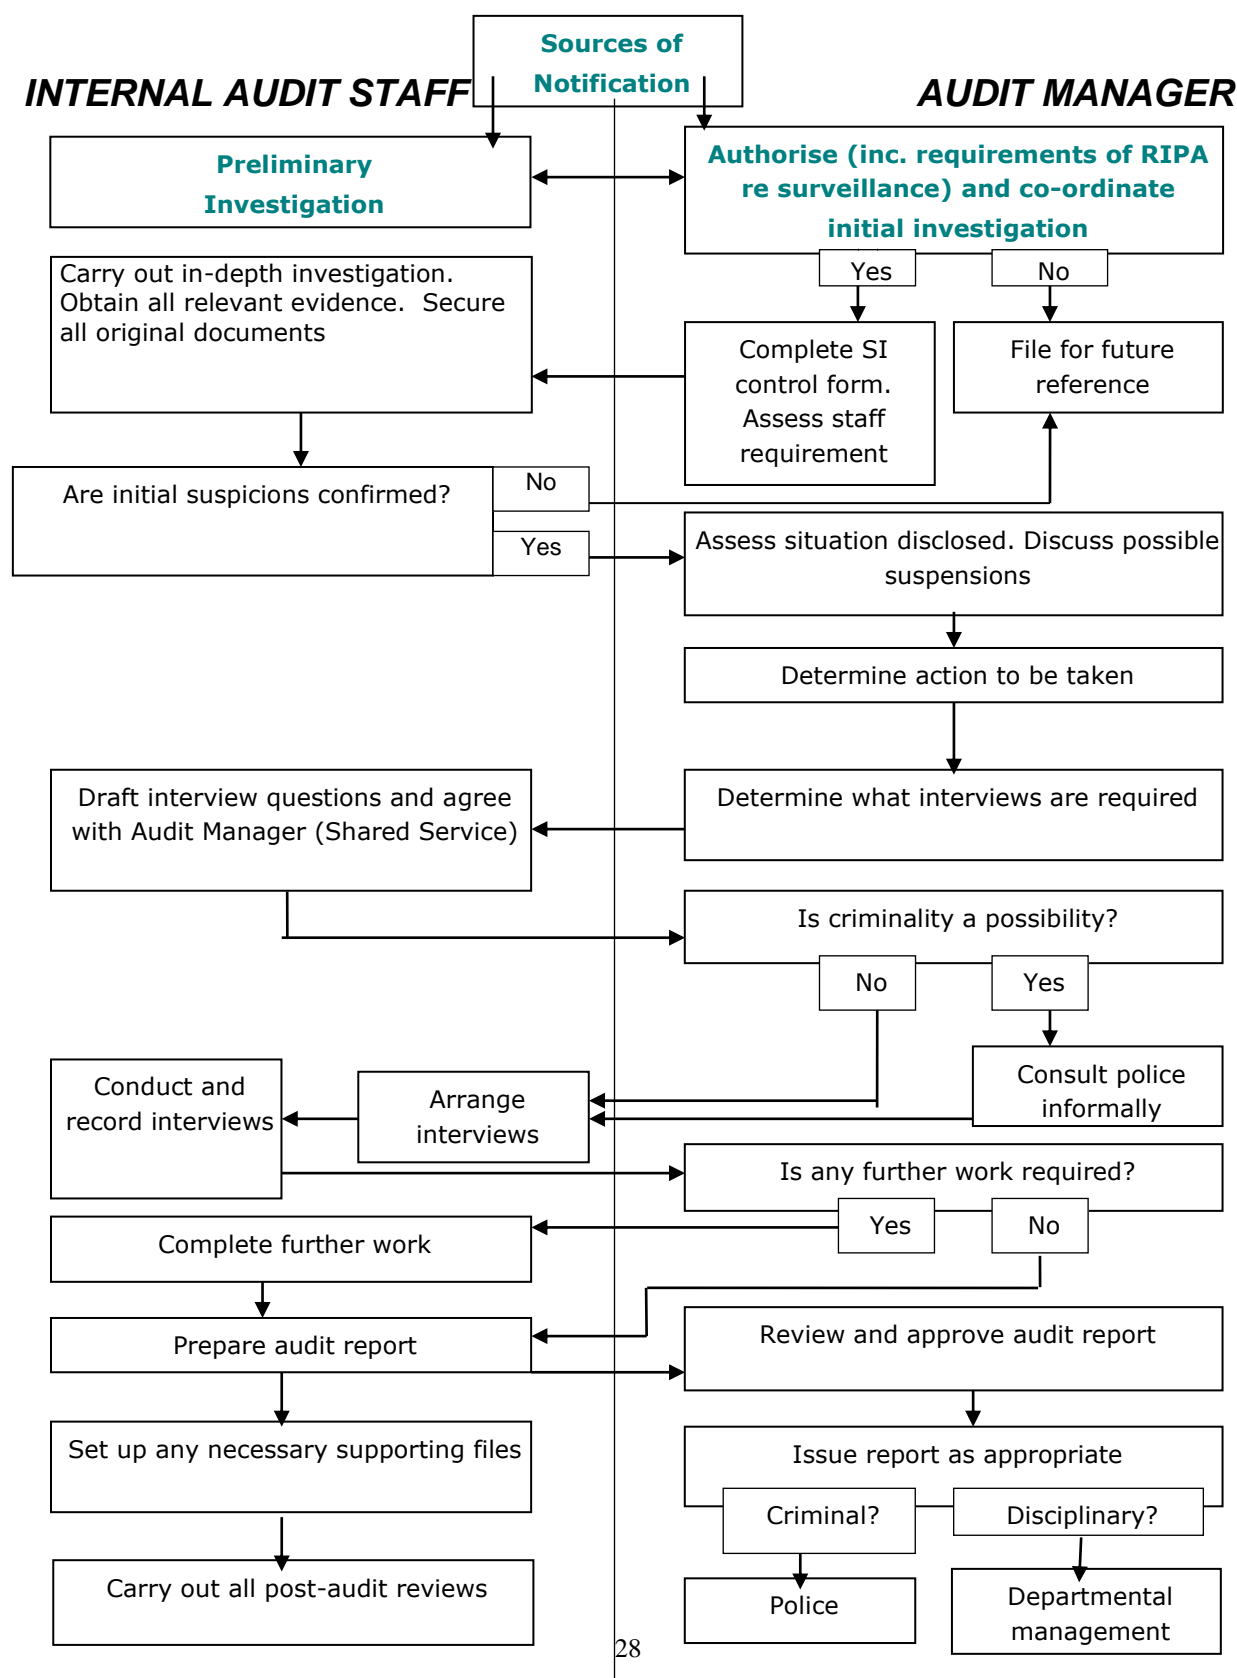 Sources of
Notification
INTERNAL AUDIT STAFF
AUDIT MANAGER
Preliminary
Investigation
Authorise (inc. requirements of RIPA
re surveillance) and co-ordinate
initial investigation
Yes
No
Carry out in-depth investigation.
Obtain all relevant evidence.  Secure
all original documents
Complete SI
control form.
Assess staff
requirement
File for future
reference
Are initial suspicions confirmed?
No
Yes
Assess situation disclosed. Discuss possible
suspensions
Determine action to be taken
Draft interview questions and agree
with Audit Manager (Shared Service)
Determine what interviews are required
Is criminality a possibility?
No
Yes
Conduct and
record interviews
Arrange
interviews
Consult police
informally
Is any further work required?
Yes
No
Complete further work
Prepare audit report
Review and approve audit report
Set up any necessary supporting files
Issue report as appropriate
Criminal?
Disciplinary?
Carry out all post-audit reviews
Police
Departmental
management
28